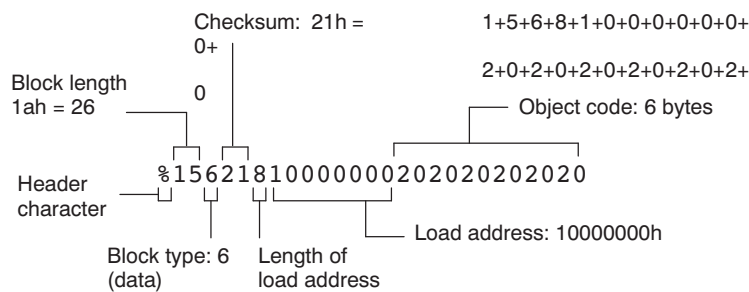 Checksum: 21h = 1+5+6+8+1+0+0+0+0+0+0+
0+ 2+0+2+0+2+0+2+0+2+0+2+
0
Block length
1ah = 26
Object code: 6 bytes
%15621810000000202020202020
Header
character
Load address: 10000000h
Block type: 6
(data)
Length of
load address